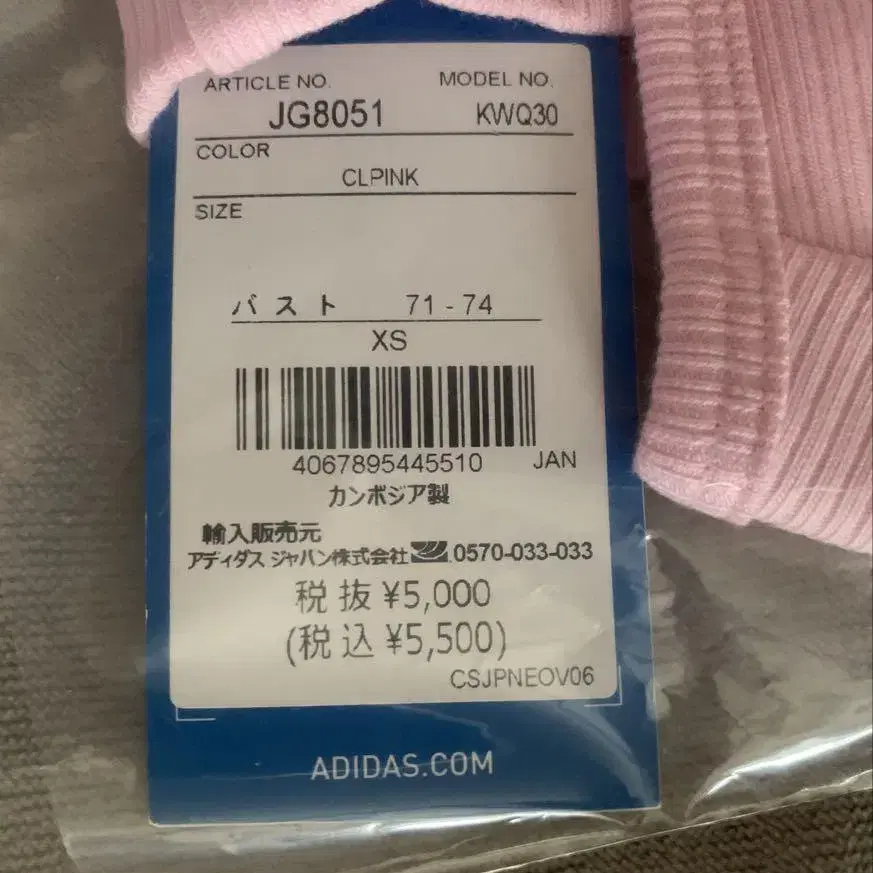 ARTICLE NO. MODEL NO.
JG8051 KWQ30
COLOR
CLPINK
SIZE
バスト 71 - 74
XS
4067895445510 JAN
カンボジア製
輸入販売元
アディダス ジャパン株式会社 0570-033-033
税抜 ¥5,000
(税込 ¥5,500)
CSJPNEOV06
ADIDAS.COM